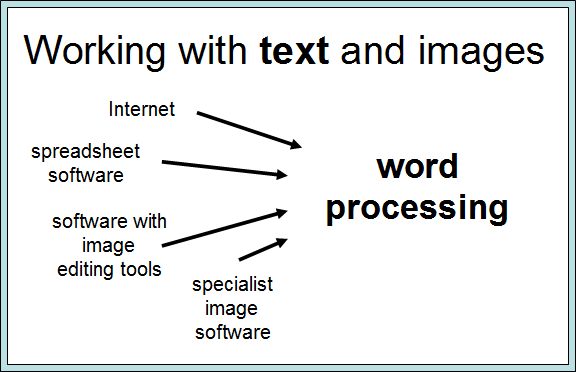 Working with text and images
Internet
spreadsheet
software
software with
image
editing tools
specialist
image
software
word
processing